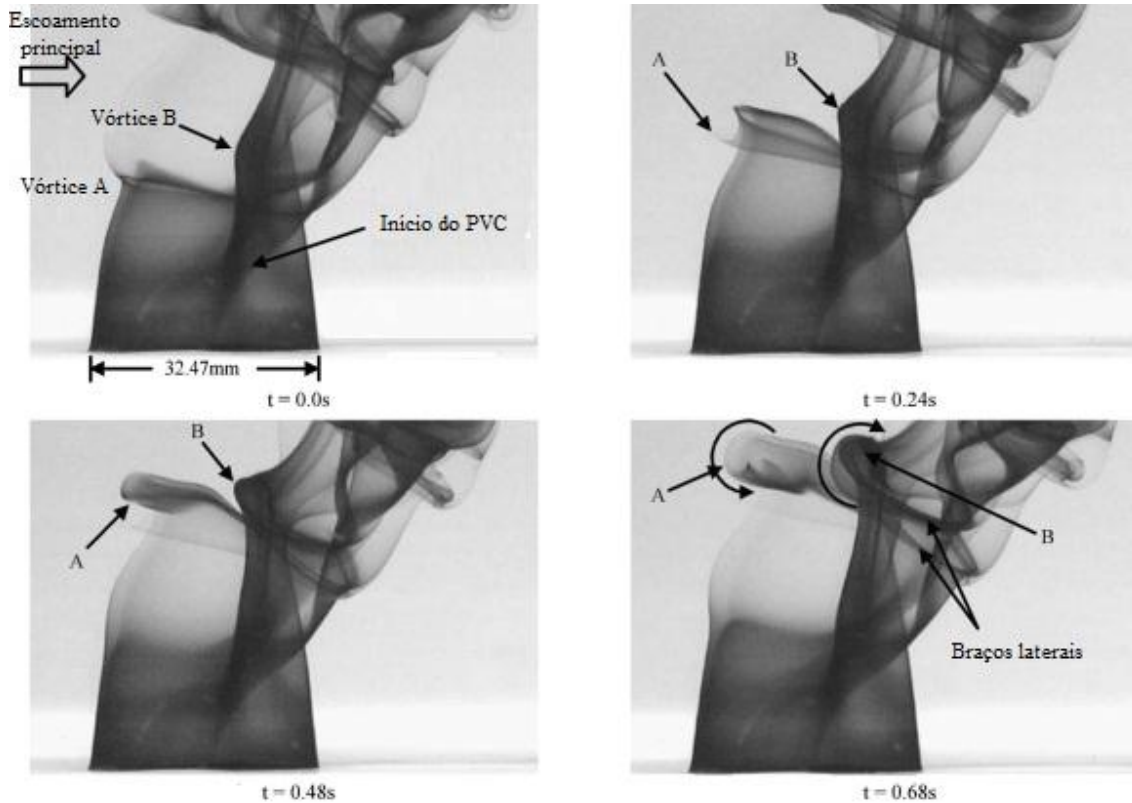 Escoamento
principal
Vórtice B
Vórtice A
Início do PVC
32.47mm
t = 0.0s
A
B
t = 0.24s
B
A
t = 0.48s
A
B
Braços laterais
t = 0.68s